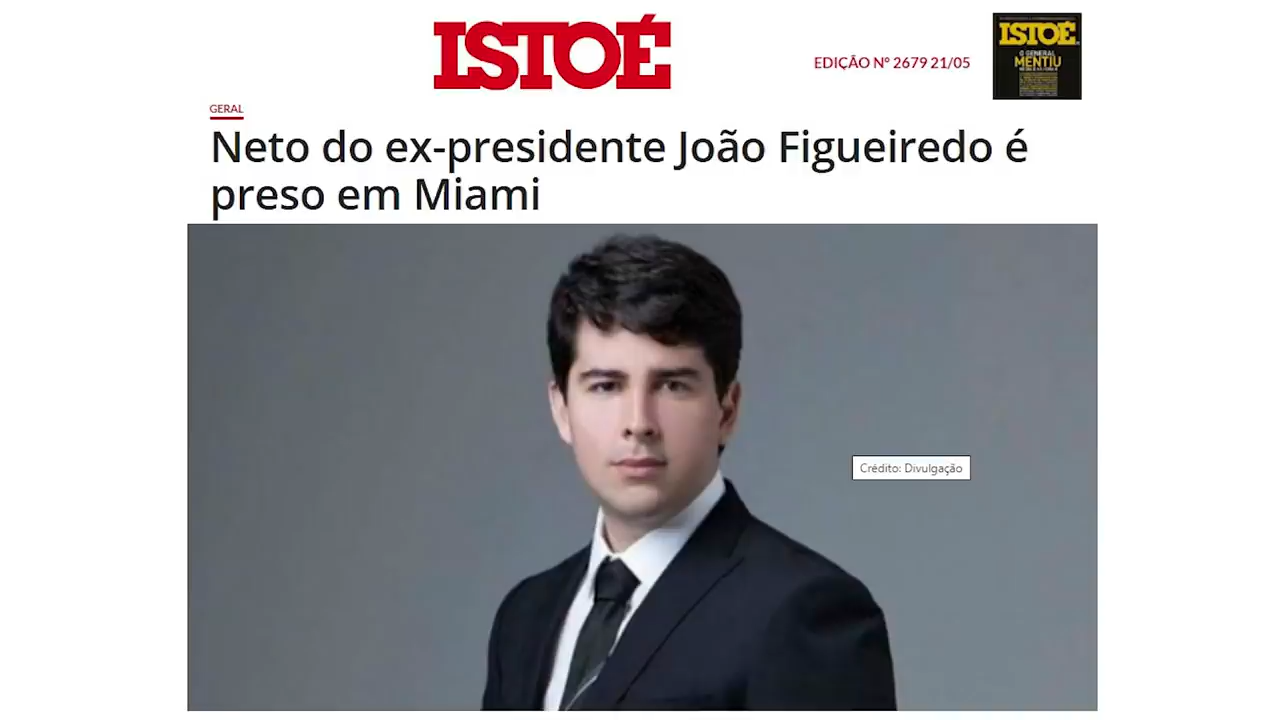 ISTOÉ
EDIÇÃO Nº 2679 21/05
ISTOÉ
O GENERAL
MENTIU
GERAL
Neto do ex-presidente João Figueiredo é
preso em Miami
Crédito: Divulgação